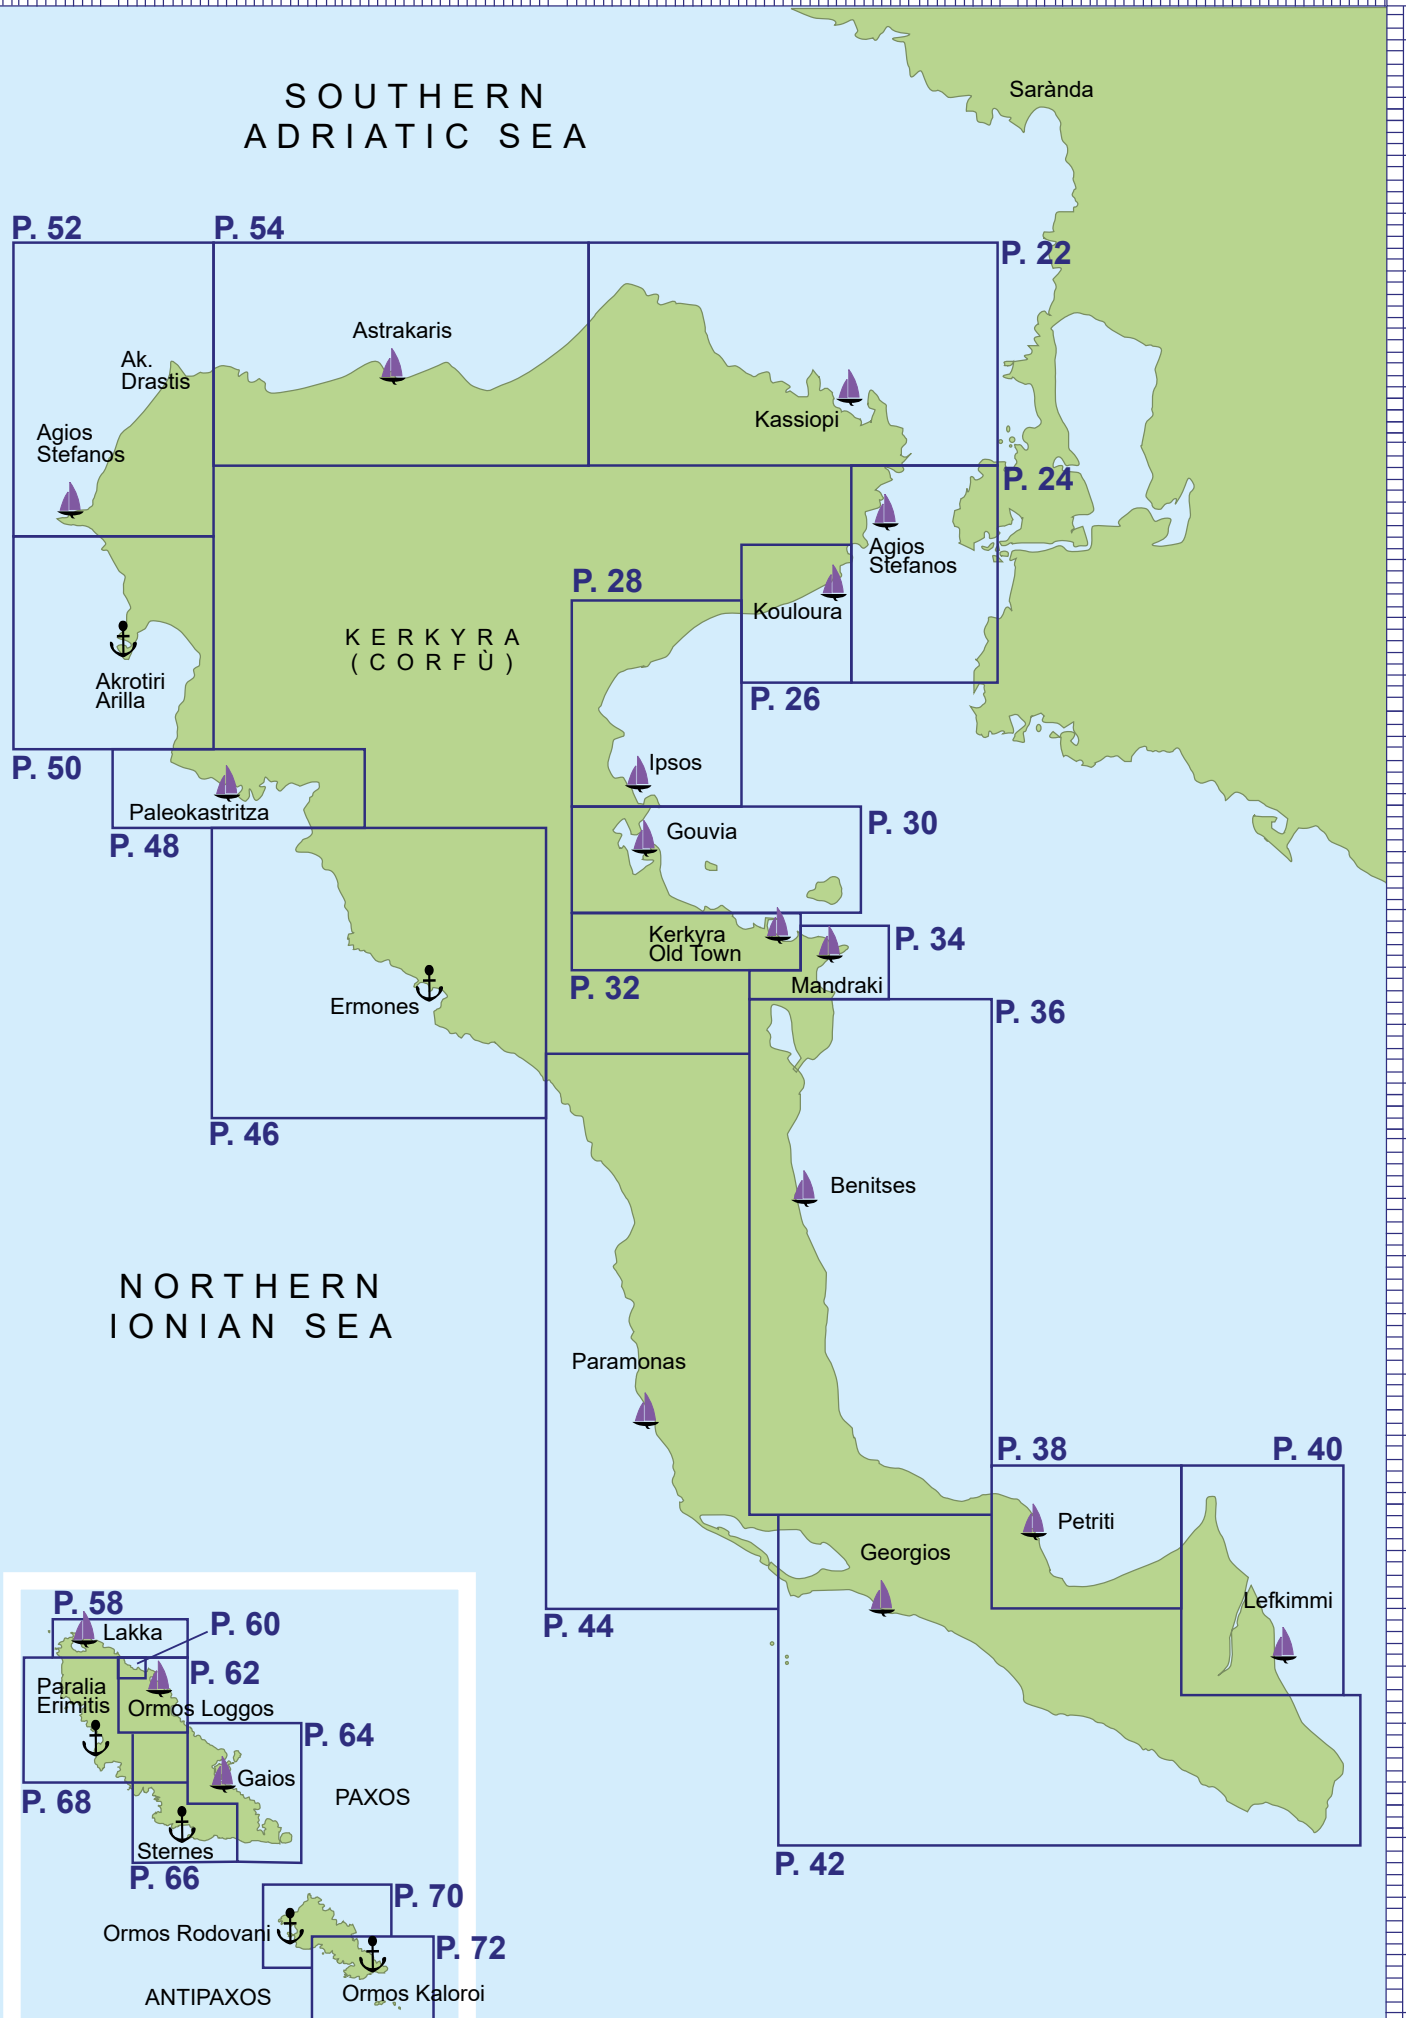 SOUTHERN
ADRIATIC SEA
Sarànda
P. 52
P. 54
P. 22
Astrakaris
Ak.
Drastis
Kassiopi
Agios
Stefanos
P. 24
Agios
Stefanos
P. 28
Kouloura
KERKYRA
(CORFÙ)
Akrotiri
Arilla
P. 26
P. 50
Ipsos
Paleokastritza
Gouvia
P. 30
P. 48
Kerkyra
Old Town
P. 34
Mandraki
P. 32
Ermones
P. 36
P. 46
Benitses
NORTHERN
IONIAN SEA
Paramonas
P. 38
P. 40
Petriti
Georgios
Lefkimmi
P. 44
P. 58
Lakka
P. 60
P. 62
Paralia
Erimitis
Ormos Loggos
P. 64
Gaios
PAXOS
P. 68
Sternes
P. 66
P. 42
P. 70
Ormos Rodovani
P. 72
Ormos Kaloroi
ANTIPAXOS